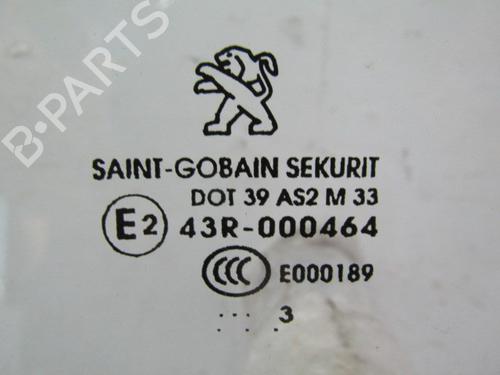 B-PARTS
SAINT-GOBAIN SEKURIT
DOT 39 AS2 M 33
E2 43R-000464
CCC E000189
... 3